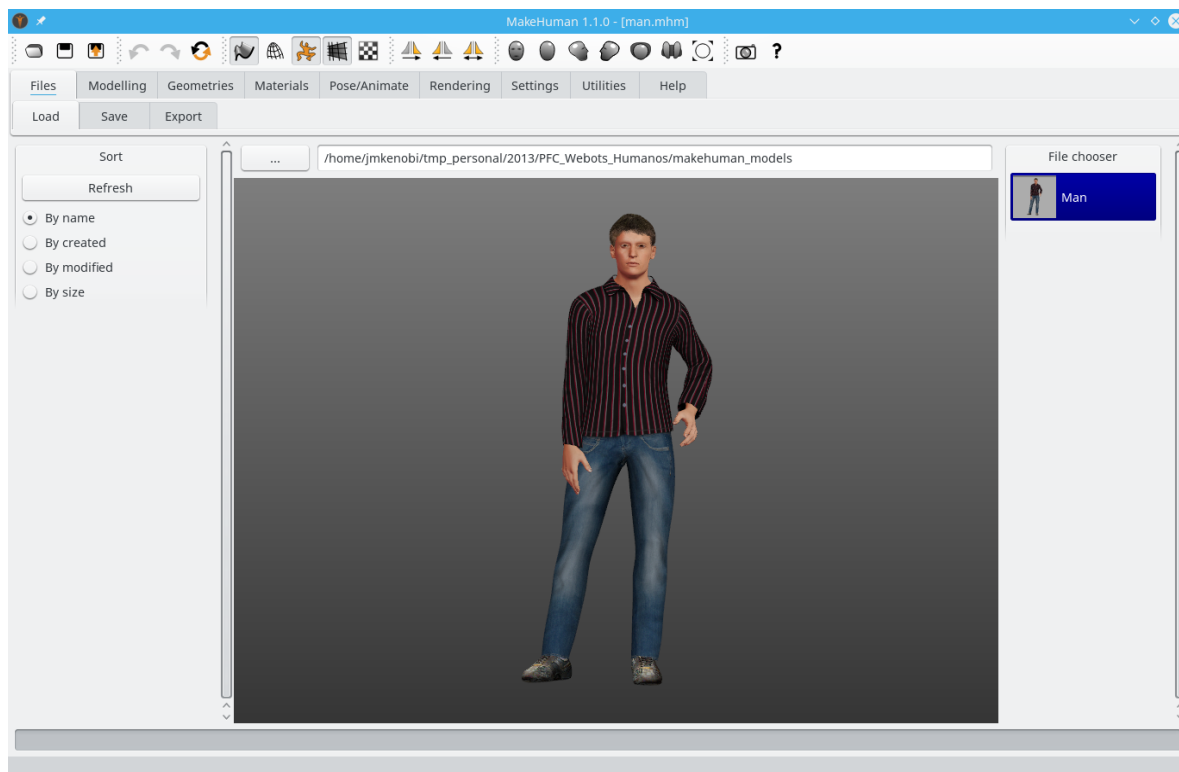 MakeHuman 1.1.0 - [man.mhm]
?
Files Modelling Geometries Materials Pose/Animate Rendering Settings Utilities Help
Load Save Export
Sort
Refresh
By name
By created
By modified
By size
... /home/jmkenobi/tmp_personal/2013/PFC_Webots_Humanos/makehuman_models
File chooser
Man